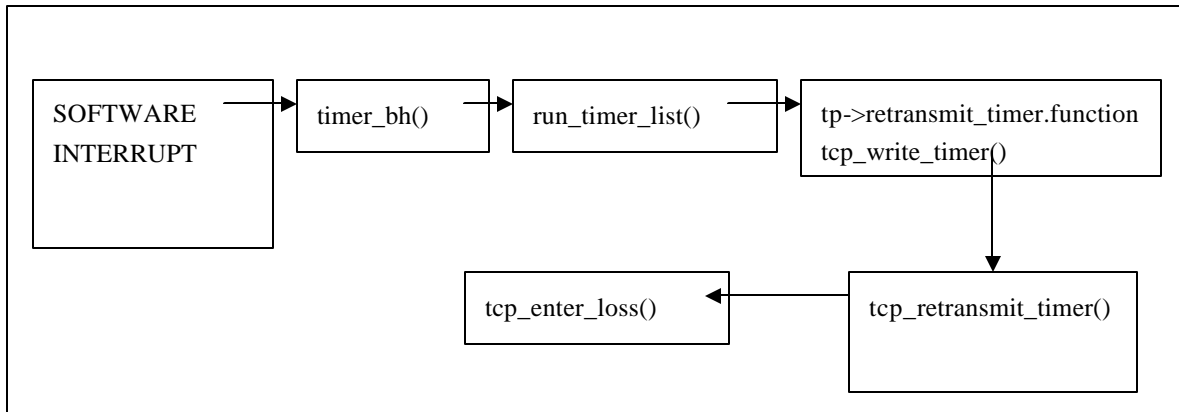 SOFTWARE
INTERRUPT
timer_bh()
run_timer_list()
tp->retransmit_timer.function
tcp_write_timer()
tcp_enter_loss()
tcp_retransmit_timer()